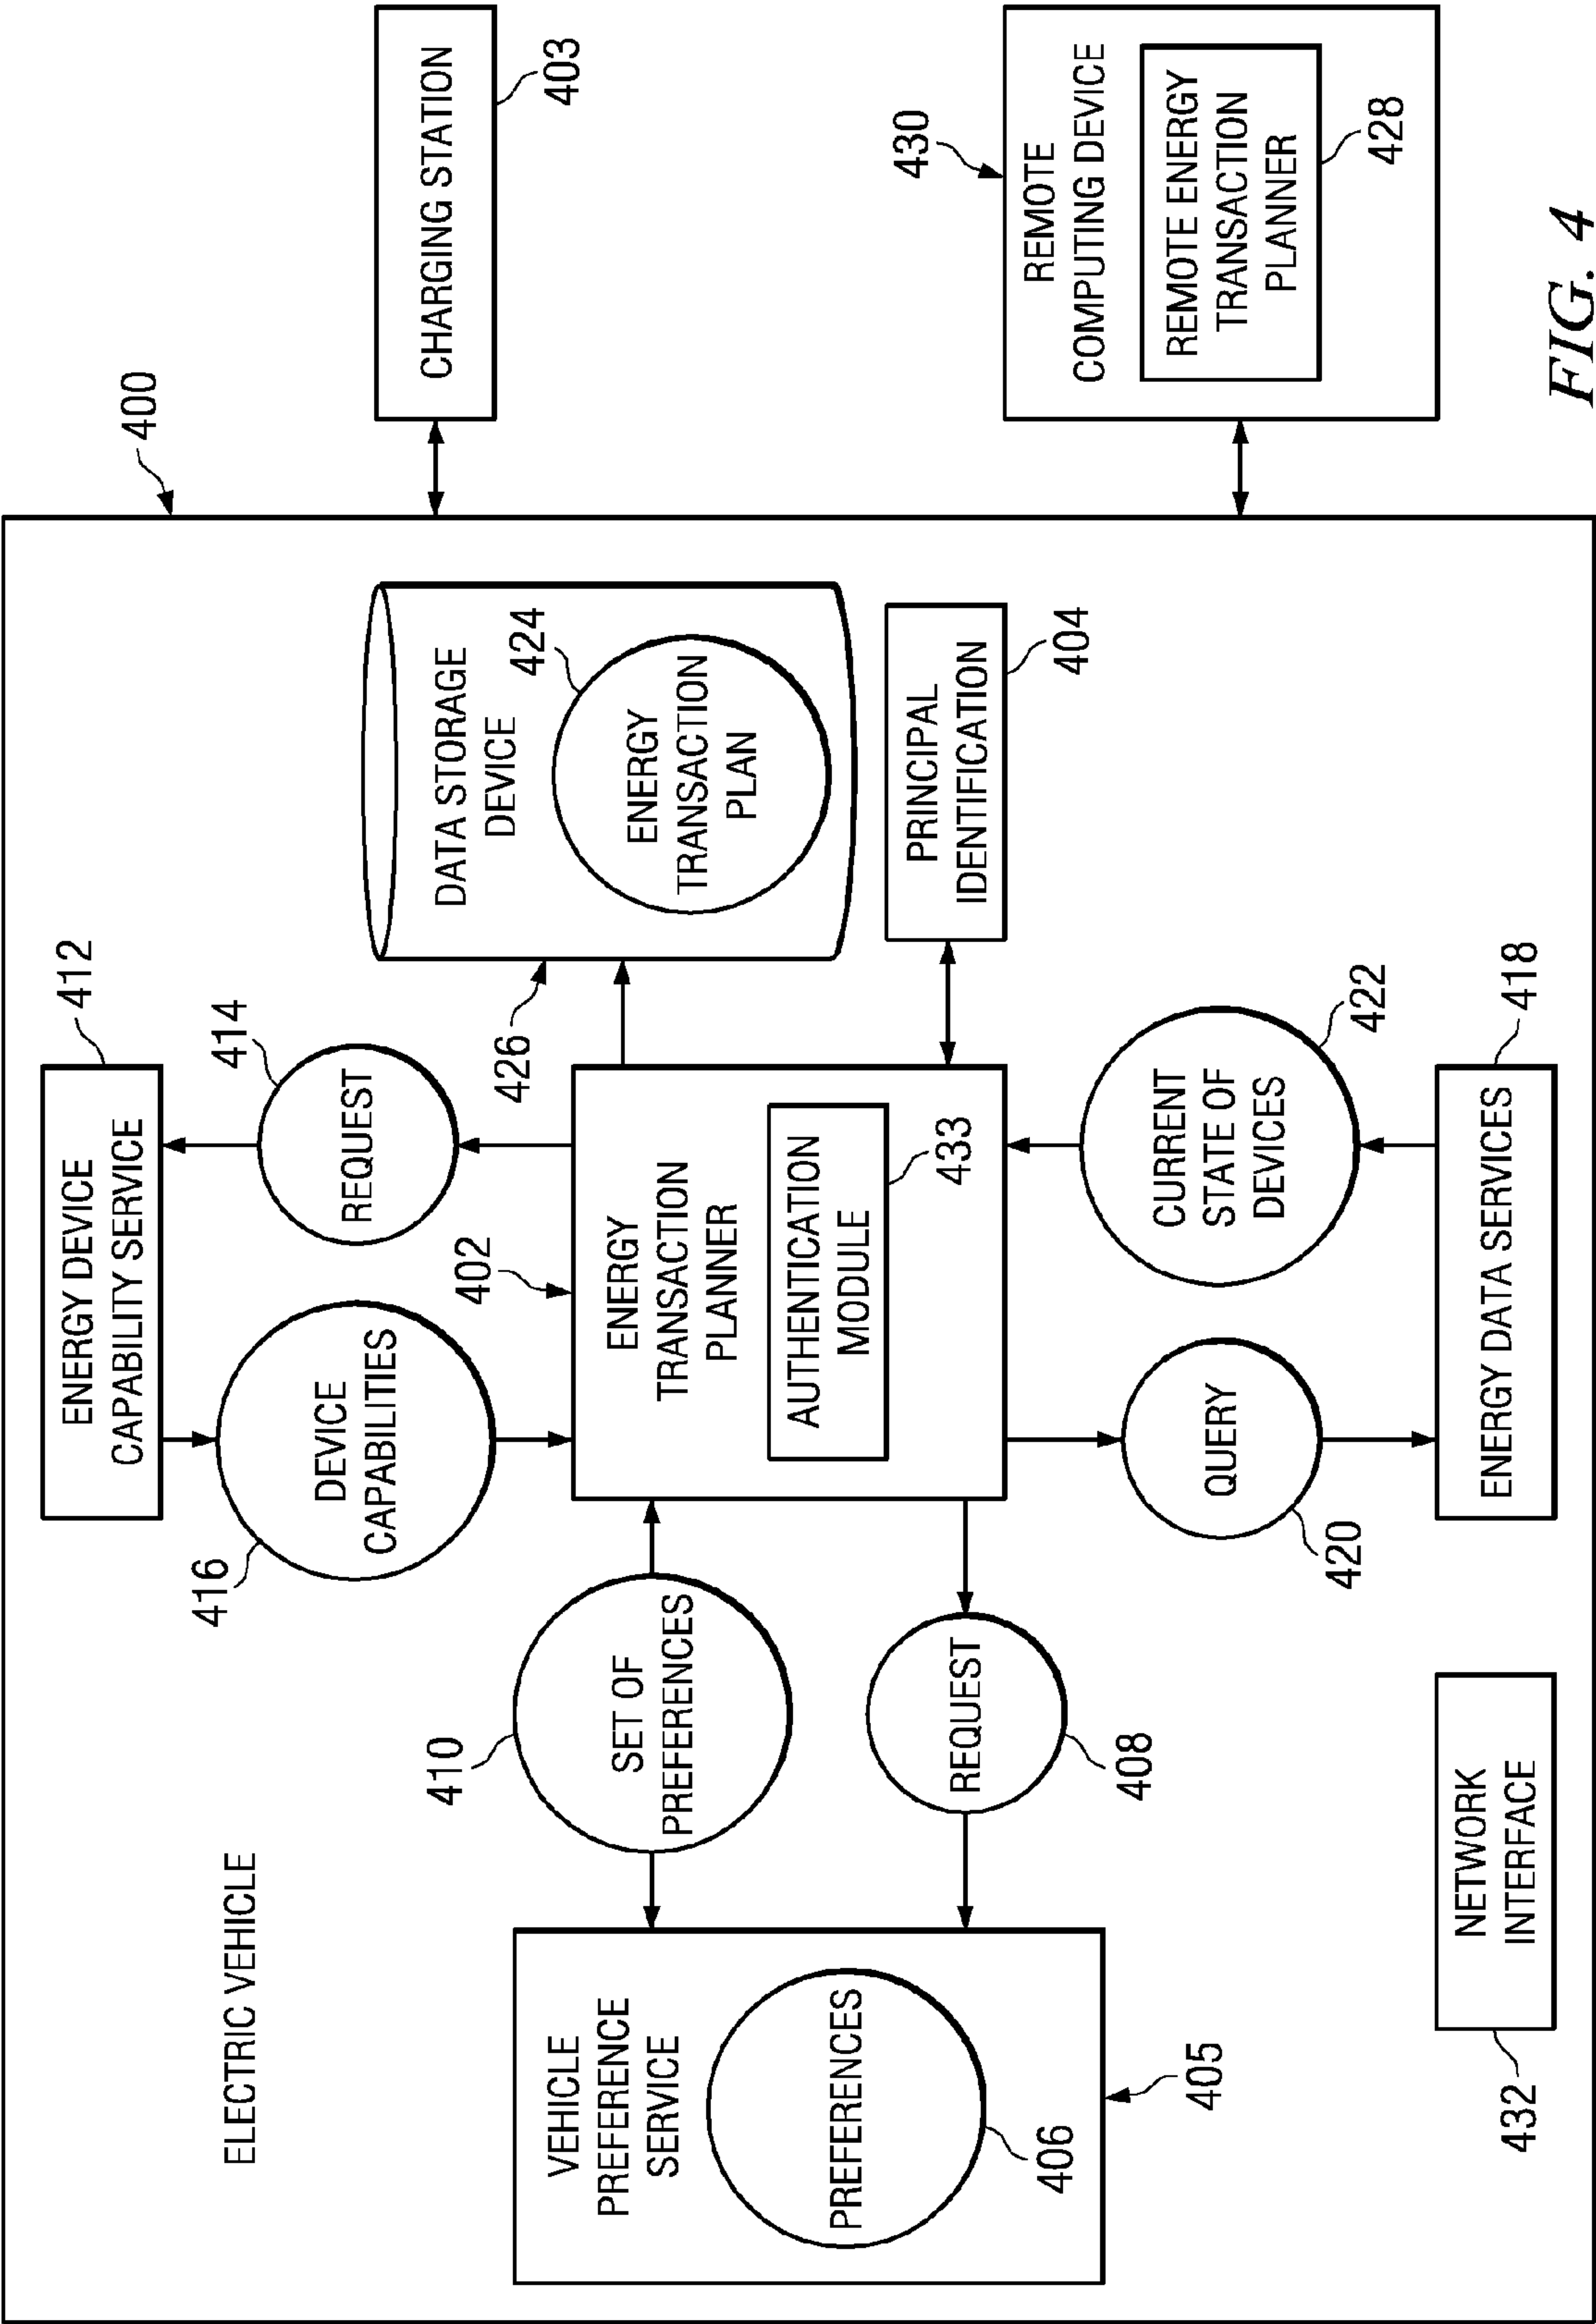 400
ELECTRIC VEHICLE
412
ENERGY DEVICE
CAPABILITY SERVICE
416
DEVICE
CAPABILITIES
414
REQUEST
410
SET OF
PREFERENCES
402
ENERGY
TRANSACTION
PLANNER
AUTHENTICATION
MODULE
433
426
DATA STORAGE
DEVICE
424
ENERGY
TRANSACTION
PLAN
CHARGING STATION
403
VEHICLE
PREFERENCE
SERVICE
PREFERENCES
406
405
REQUEST
408
PRINCIPAL
IDENTIFICATION
404
430
REMOTE
COMPUTING DEVICE
REMOTE ENERGY
TRANSACTION
PLANNER
428
QUERY
420
CURRENT
STATE OF
DEVICES
422
418
ENERGY DATA SERVICES
NETWORK
INTERFACE
432
FIG. 4